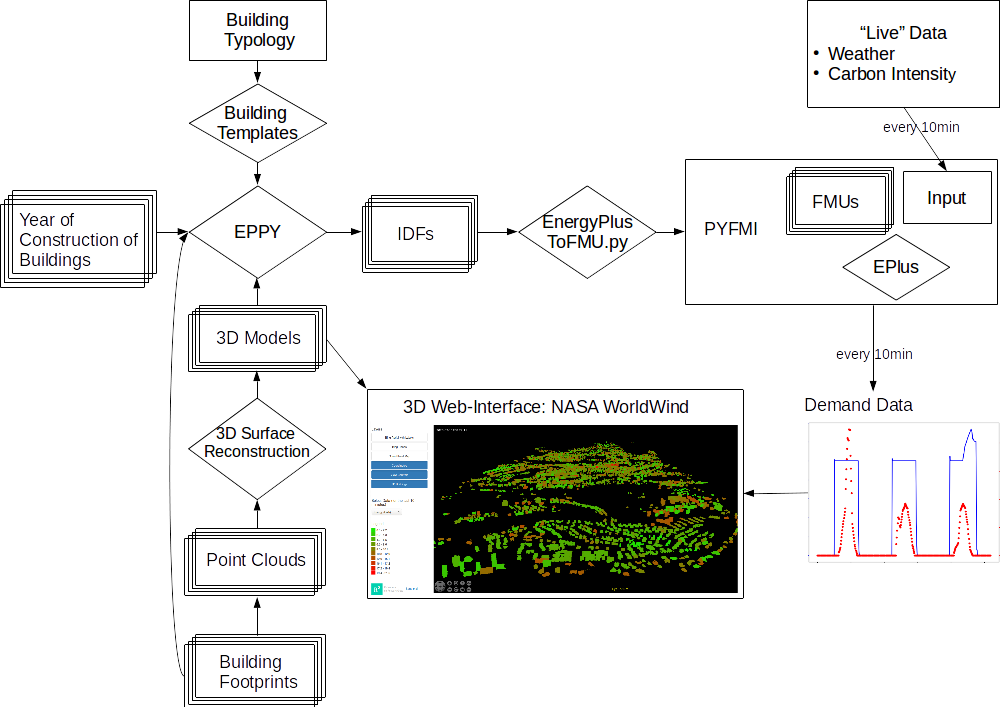 Building
Typology
“Live” Data
• Weather
• Carbon Intensity
Building
Templates
every 10min
Year of
Construction of
Buildings
EPPY
IDFs
EnergyPlus
ToFMU.py
PYFMI
FMUs
Input
EPlus
3D Models
every 10min
3D Web-Interface: NASA WorldWind
Demand Data
3D Surface
Reconstruction
Point Clouds
Building
Footprints